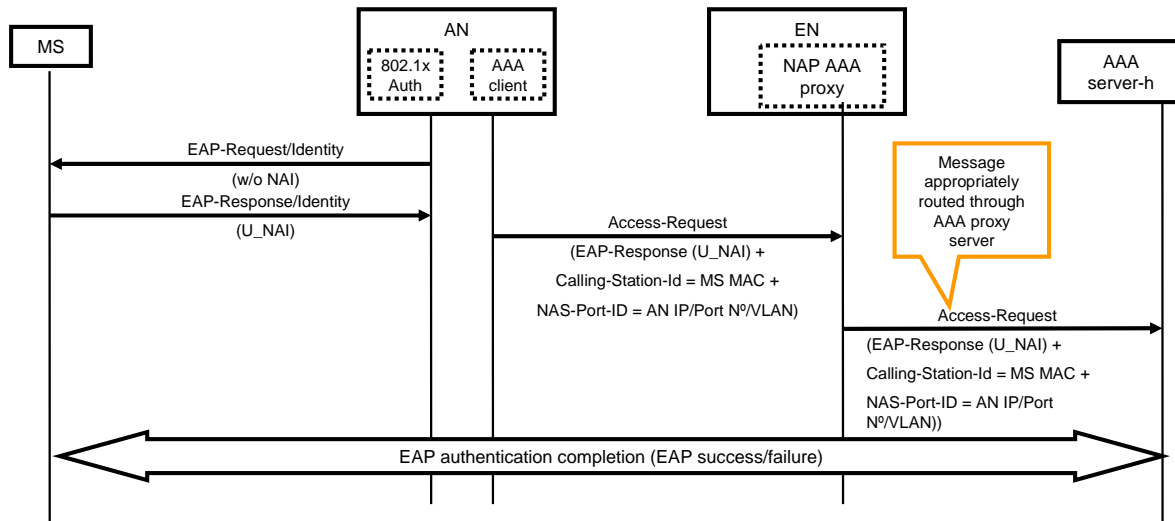 MS
AN
802.1x
Auth
AAA
client
EN
NAP AAA
proxy
AAA
server-h
EAP-Request/Identity
(w/o NAI)
EAP-Response/Identity
(U_NAI)
Message
appropriately
routed through
AAA proxy
server
Access-Request
(EAP-Response (U_NAI) +
Calling-Station-Id = MS MAC +
NAS-Port-ID = AN IP/Port Nº/VLAN)
Access-Request
(EAP-Response (U_NAI) +
Calling-Station-Id = MS MAC +
NAS-Port-ID = AN IP/Port
Nº/VLAN))
EAP authentication completion (EAP success/failure)